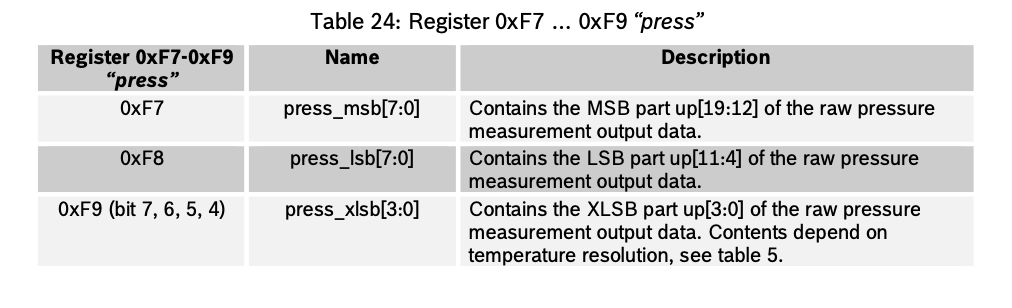 Table 24: Register 0xF7 … 0xF9 “press”
Register 0xF7-0xF9 Name Description
“press”
0xF7 press_msb[7:0] Contains the MSB part up[19:12] of the raw pressure
measurement output data.
0xF8 press_lsb[7:0] Contains the LSB part up[11:4] of the raw pressure
measurement output data.
0xF9 (bit 7, 6, 5, 4) press_xlsb[3:0] Contains the XLSB part up[3:0] of the raw pressure
measurement output data. Contents depend on
temperature resolution, see table 5.